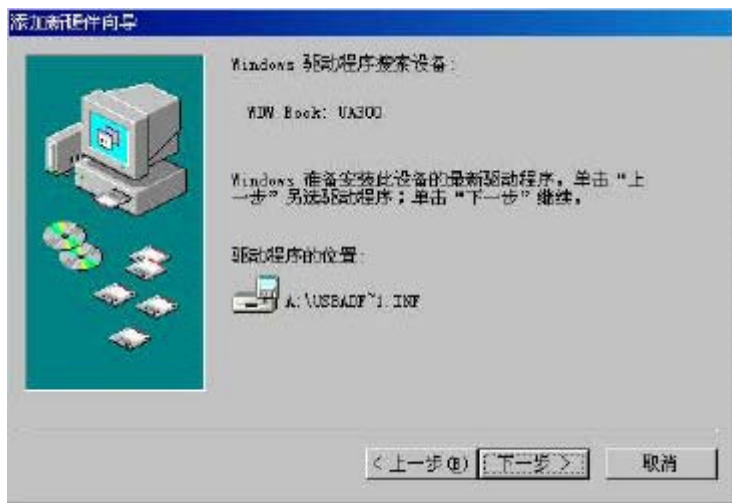 添加新硬件向导
Windows 驱动程序搜索设备:
WDM Book: UA300
Windows 准备安装此设备的最新驱动程序。单击“上
一步”另选驱动程序；单击“下一步”继续。
驱动程序的位置:
A:\USBADF~1.INF
<上一步(B)
下一步 >
取消